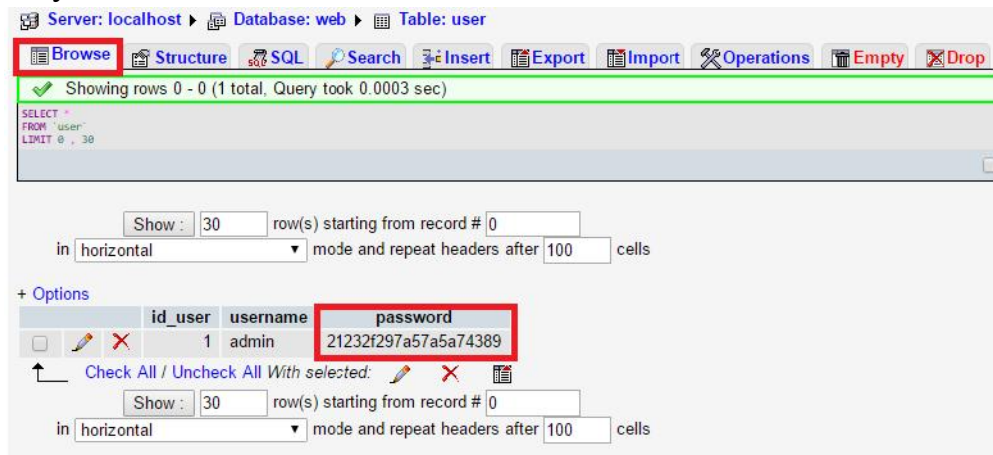 Server: localhost ▸ Database: web ▸ Table: user
Browse Structure SQL Search Insert Export Import Operations Empty Drop
Showing rows 0 - 0 (1 total, Query took 0.0003 sec)
SELECT *
FROM `user`
LIMIT 0 , 30
Show : 30 row(s) starting from record # 0
in horizontal mode and repeat headers after 100 cells
+ Options
id_user username password
1 admin 21232f297a57a5a74389
Check All / Uncheck All With selected:
Show : 30 row(s) starting from record # 0
in horizontal mode and repeat headers after 100 cells